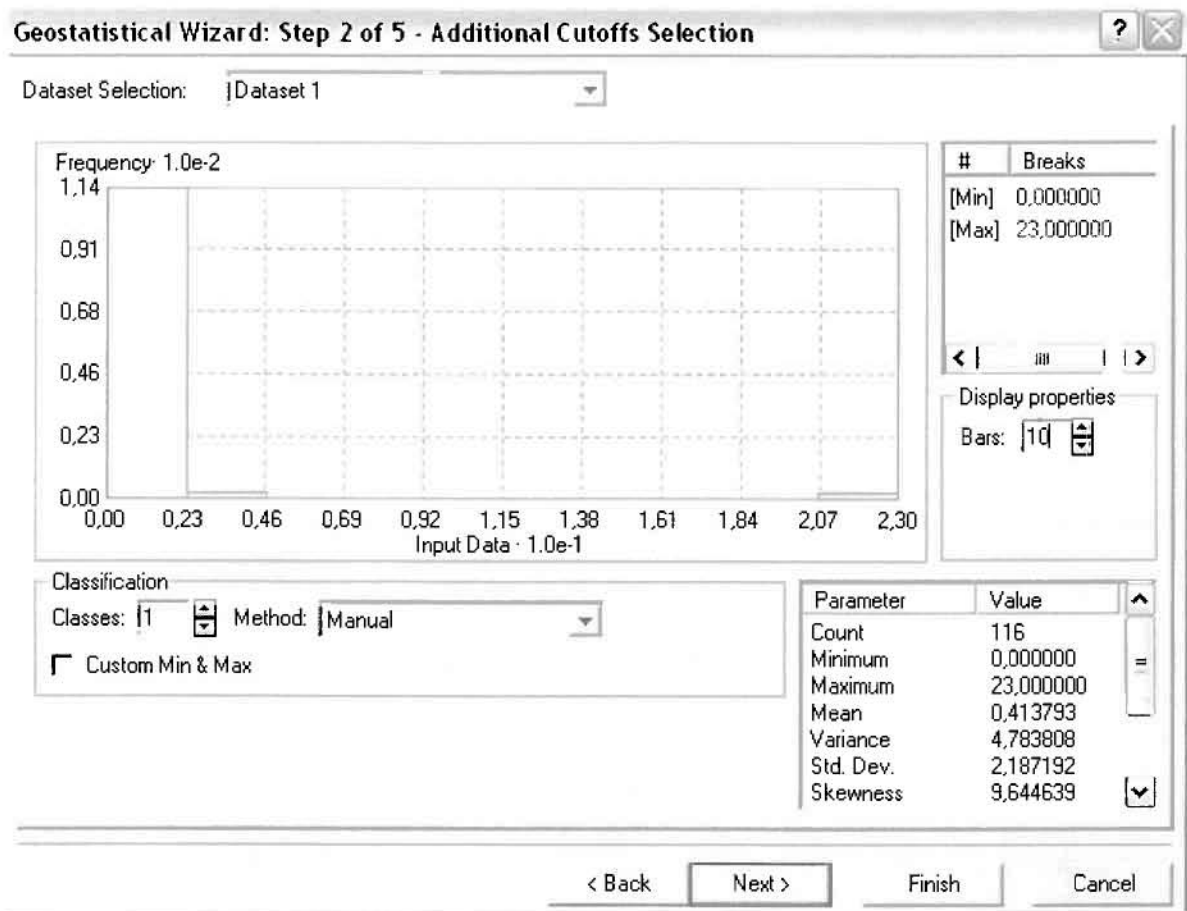 Geostatistical Wizard: Step 2 of 5 - Additional Cutoffs Selection
?
Dataset Selection: Dataset 1
Frequency· 1.0e-2
1,14
0,91
0,68
0,46
0,23
0,00
0,00 0,23 0,46 0,69 0,92 1,15 1,38 1,61 1,84 2,07 2,30
Input Data · 1.0e-1
# Breaks
[Min] 0,000000
[Max] 23,000000
Display properties
Bars: 10
Classification
Classes: 1 Method: Manual
Custom Min & Max
Parameter Value
Count 116
Minimum 0,000000
Maximum 23,000000
Mean 0,413793
Variance 4,783808
Std. Dev. 2,187192
Skewness 9,644639
< Back Next > Finish Cancel